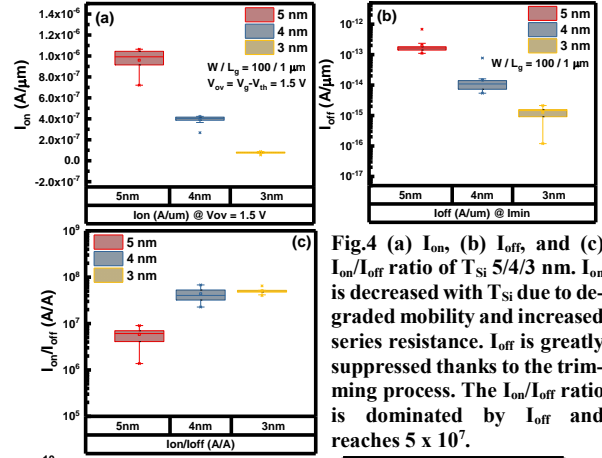 (a)
5 nm
4 nm
3 nm
W / Lg = 100 / 1 μm
Vov = Vg-Vth = 1.5 V
Ion (A/μm)
1.4x10⁻⁶
1.2x10⁻⁶
1.0x10⁻⁶
8.0x10⁻⁷
6.0x10⁻⁷
4.0x10⁻⁷
2.0x10⁻⁷
0.0
-2.0x10⁻⁷
5nm 4nm 3nm
Ion (A/um) @ Vov = 1.5 V
(b)
5 nm
4 nm
3 nm
W / Lg = 100 / 1 μm
Ioff (A/μm)
10⁻¹²
10⁻¹³
10⁻¹⁴
10⁻¹⁵
10⁻¹⁶
10⁻¹⁷
5nm 4nm 3nm
Ioff (A/um) @ Imin
(c)
5 nm
4 nm
3 nm
Ion/Ioff (A/A)
10⁹
10⁸
10⁷
10⁶
10⁵
5nm 4nm 3nm
Ion/Ioff (A/A)
Fig.4 (a) Ion, (b) Ioff, and (c)
Ion/Ioff ratio of TSi 5/4/3 nm. Ion
is decreased with TSi due to de-
graded mobility and increased
series resistance. Ioff is greatly
suppressed thanks to the trim-
ming process. The Ion/Ioff ratio
is dominated by Ioff and
reaches 5 x 10⁷.